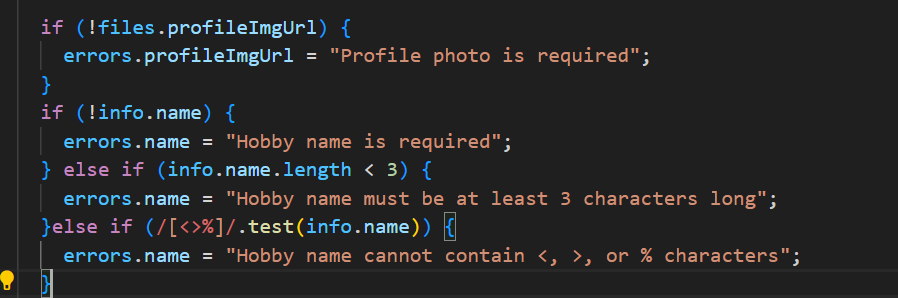 if (!files.profileImgUrl) {
errors.profileImgUrl = "Profile photo is required";
}
if (!info.name) {
errors.name = "Hobby name is required";
} else if (info.name.length < 3) {
errors.name = "Hobby name must be at least 3 characters long";
}else if (/[<>%]/.test(info.name)) {
errors.name = "Hobby name cannot contain <, >, or % characters";
}